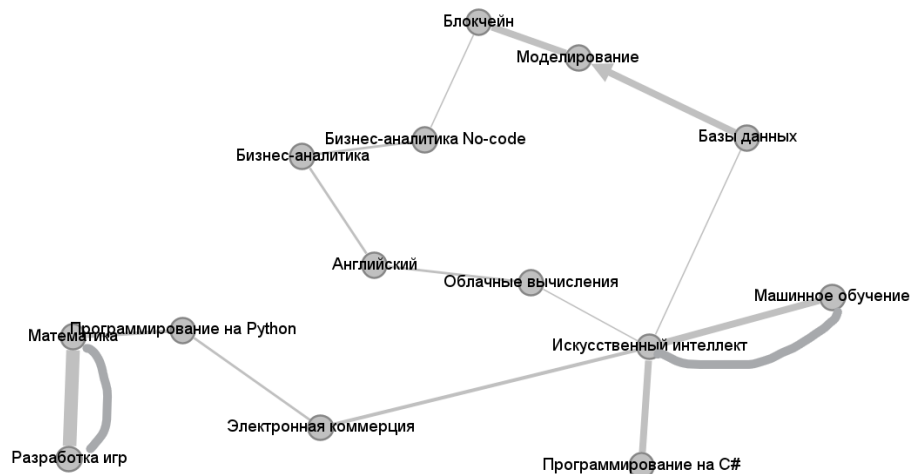 Блокчейн
Моделирование
Базы данных
Бизнес-аналитика No-code
Бизнес-аналитика
Английский
Облачные вычисления
Машинное обучение
Программирование на Python
Математика
Искусственный интеллект
Электронная коммерция
Разработка игр
Программирование на C#